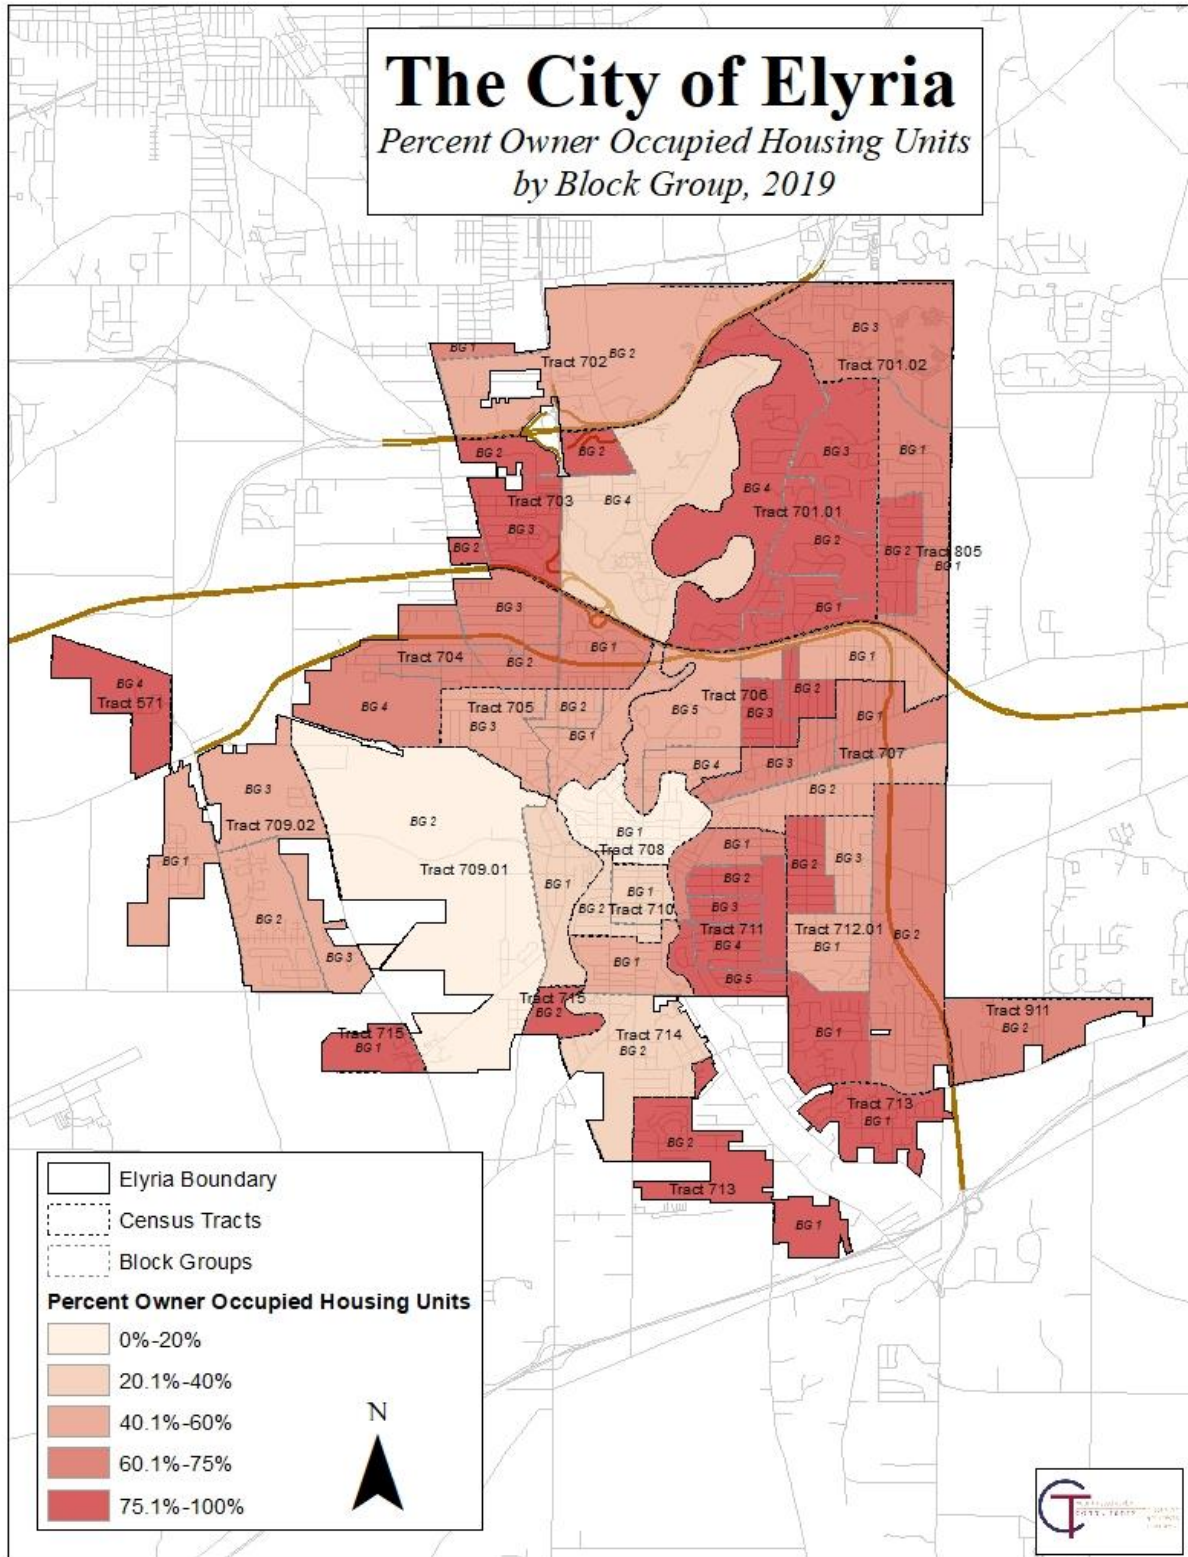 The City of Elyria
Percent Owner Occupied Housing Units
by Block Group, 2019
BG 3
BG 1
BG 2
Tract 702
Tract 701.02
BG 2
BG 2
BG 3
BG 1
BG 4
BG 4
Tract 703
Tract 701.01
BG 3
BG 2
BG 2
BG 2
Tract 805
BG 1
BG 3
BG 1
BG 1
Tract 704
BG 2
BG 1
BG 4
Tract 571
BG 4
Tract 705
BG 3
BG 2
BG 1
Tract 706
BG 5
BG 3
BG 2
BG 1
Tract 707
BG 4
BG 3
BG 3
Tract 709.02
BG 2
BG 2
BG 1
Tract 708
BG 1
BG 1
Tract 709.01
BG 1
BG 1
BG 2
Tract 710
BG 2
BG 3
BG 2
BG 3
Tract 711
BG 4
Tract 712.01
BG 1
BG 2
BG 2
BG 3
BG 1
BG 5
Tract 715
BG 2
Tract 715
BG 1
Tract 714
BG 2
BG 1
Tract 911
BG 2
Tract 713
BG 1
BG 2
Tract 713
BG 1
Elyria Boundary
Census Tracts
Block Groups
Percent Owner Occupied Housing Units
0%-20%
20.1%-40%
40.1%-60%
60.1%-75%
75.1%-100%
N